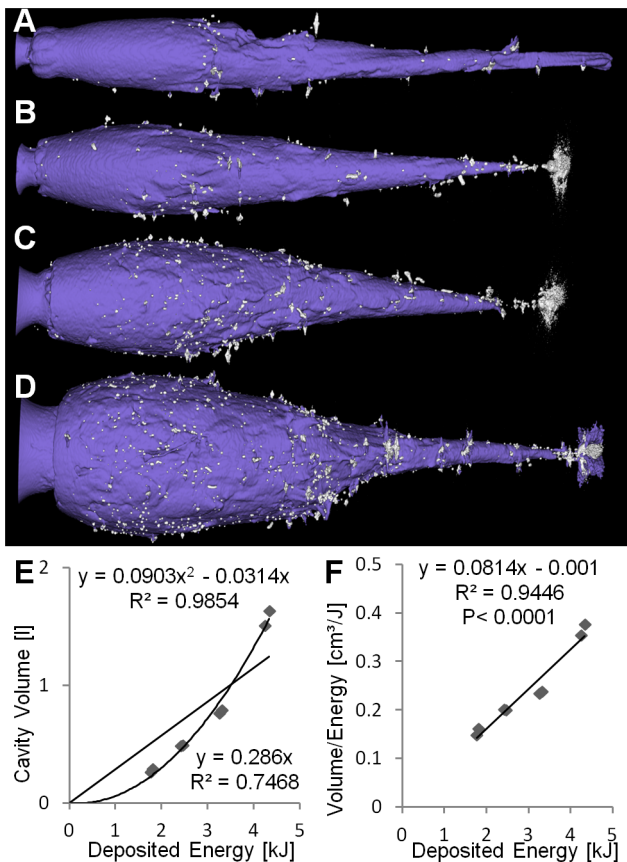 A
B
C
D
E
y = 0.0903x² - 0.0314x
R² = 0.9854
y = 0.286x
R² = 0.7468
Cavity Volume [l]
2
1
0
0 1 2 3 4 5
Deposited Energy [kJ]
F
y = 0.0814x - 0.001
R² = 0.9446
P< 0.0001
Volume/Energy [cm³/J]
0.5
0.4
0.3
0.2
0.1
0
0 1 2 3 4 5
Deposited Energy [kJ]